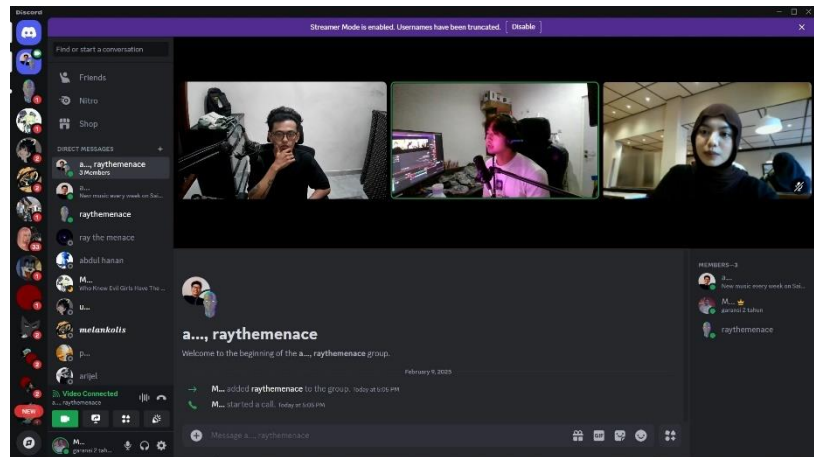 Discord
Streamer Mode is enabled. Usernames have been truncated. Disable
Find or start a conversation
Friends
Nitro
Shop
DIRECT MESSAGES
a..., raythemenace
3 Members
a...
New music every week on Sai...
raythemenace
ray the menace
abdul hanan
M...
Who Knew Evil Girls Have The ...
u...
melankolis
p...
arijel
Video Connected
a..., raythemenace
NEW
M...
garansi 2 tah...
a..., raythemenace
Welcome to the beginning of the a..., raythemenace group.
February 9, 2025
M... added raythemenace to the group. Today at 5:05 PM
M... started a call. Today at 5:05 PM
Message a..., raythemenace
GIF
MEMBERS—3
a...
New music every week on Sai...
M...
garansi 2 tahun
raythemenace